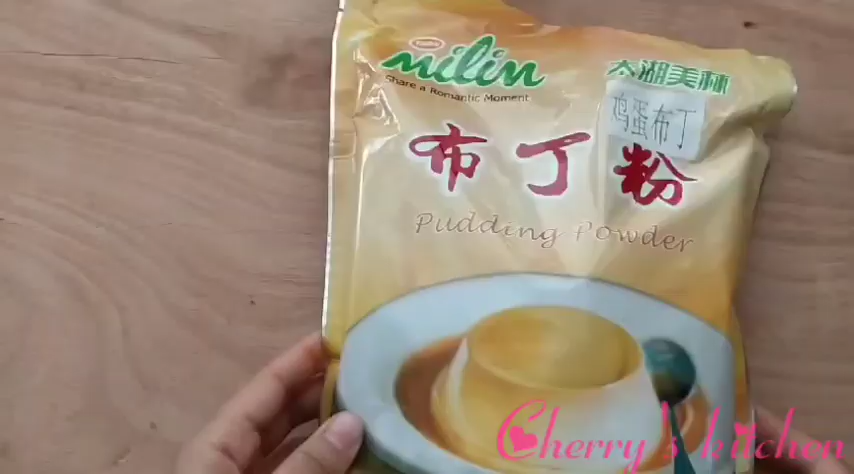 milin
Share a Romantic Moment
太湖美林
鸡蛋布丁
布丁粉
Pudding Powder
Cherry's kitchen